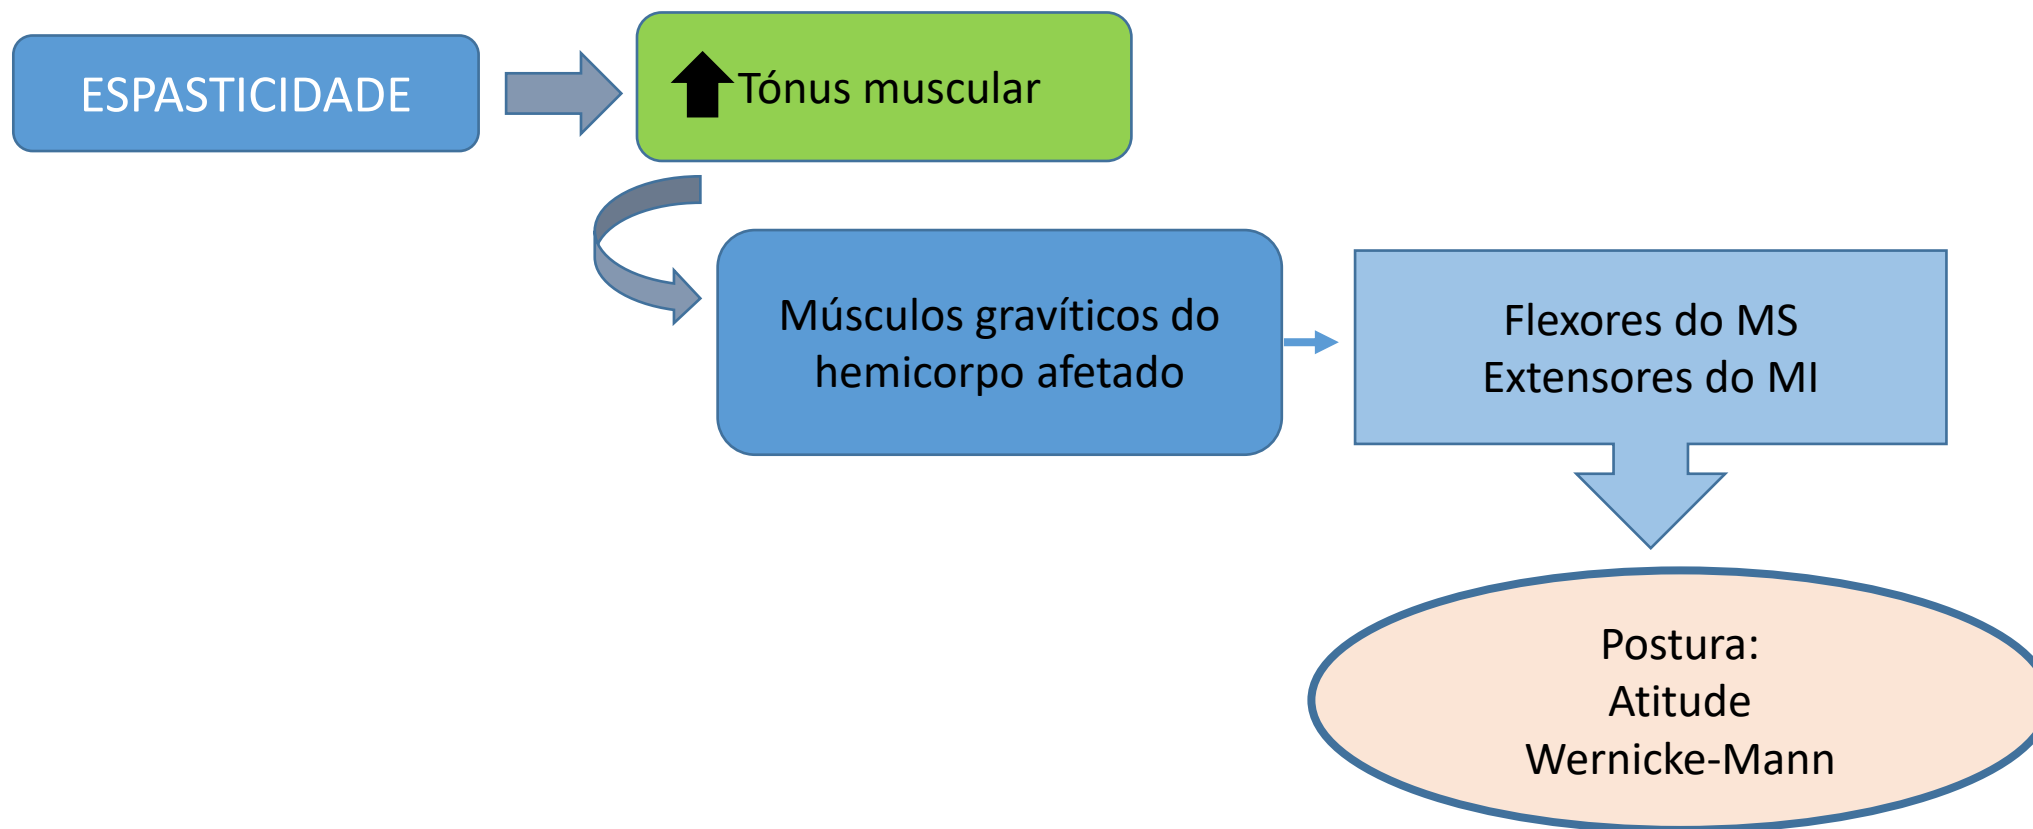 ESPASTICIDADE
Tónus muscular
Músculos gravíticos do
hemicorpo afetado
Flexores do MS
Extensores do MI
Postura:
Atitude
Wernicke-Mann